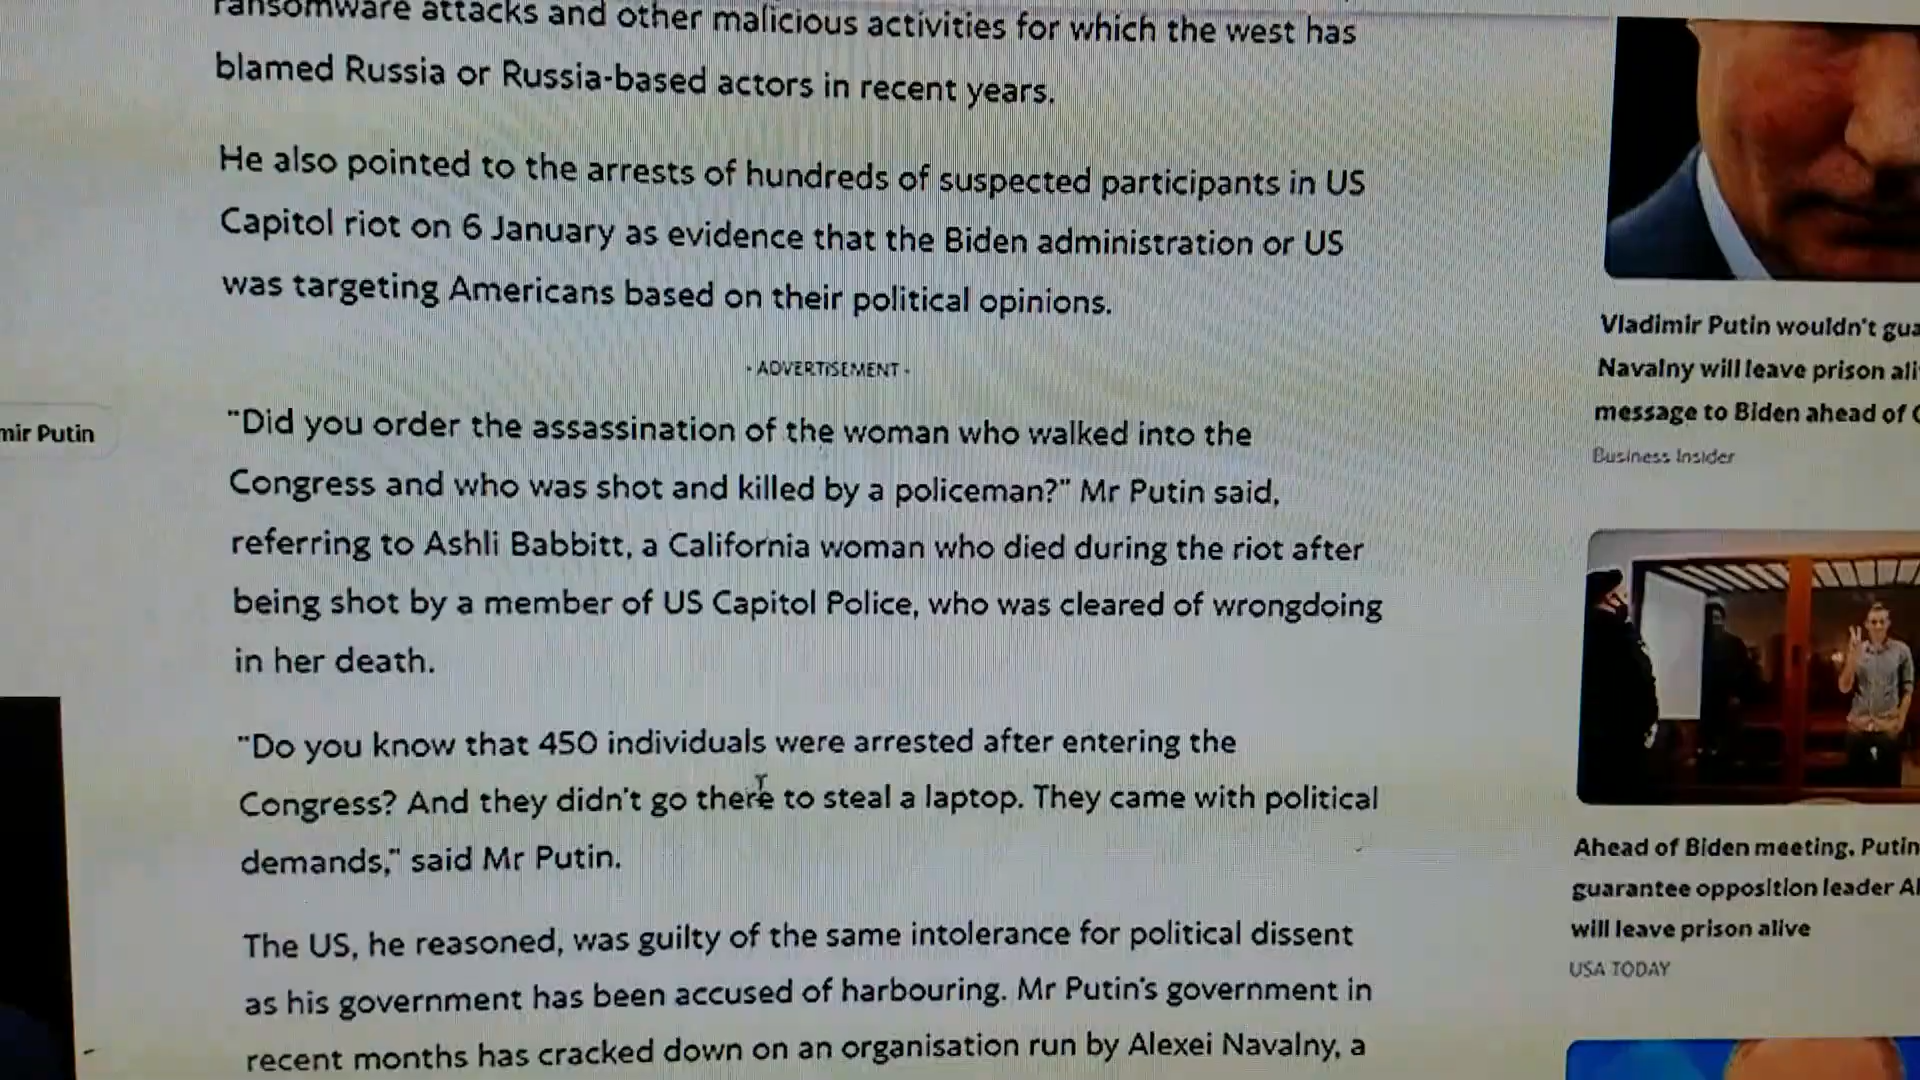 ransomware attacks and other malicious activities for which the west has
blamed Russia or Russia-based actors in recent years.
He also pointed to the arrests of hundreds of suspected participants in US
Capitol riot on 6 January as evidence that the Biden administration or US
was targeting Americans based on their political opinions.
- ADVERTISEMENT -
"Did you order the assassination of the woman who walked into the
Congress and who was shot and killed by a policeman?" Mr Putin said,
referring to Ashli Babbitt, a California woman who died during the riot after
being shot by a member of US Capitol Police, who was cleared of wrongdoing
in her death.
"Do you know that 450 individuals were arrested after entering the
Congress? And they didn't go there to steal a laptop. They came with political
demands," said Mr Putin.
The US, he reasoned, was guilty of the same intolerance for political dissent
as his government has been accused of harbouring. Mr Putin's government in
recent months has cracked down on an organisation run by Alexei Navalny, a
mir Putin
Vladimir Putin wouldn't gua
Navalny will leave prison ali
message to Biden ahead of
Business Insider
Ahead of Biden meeting, Putin
guarantee opposition leader Al
will leave prison alive
USA TODAY